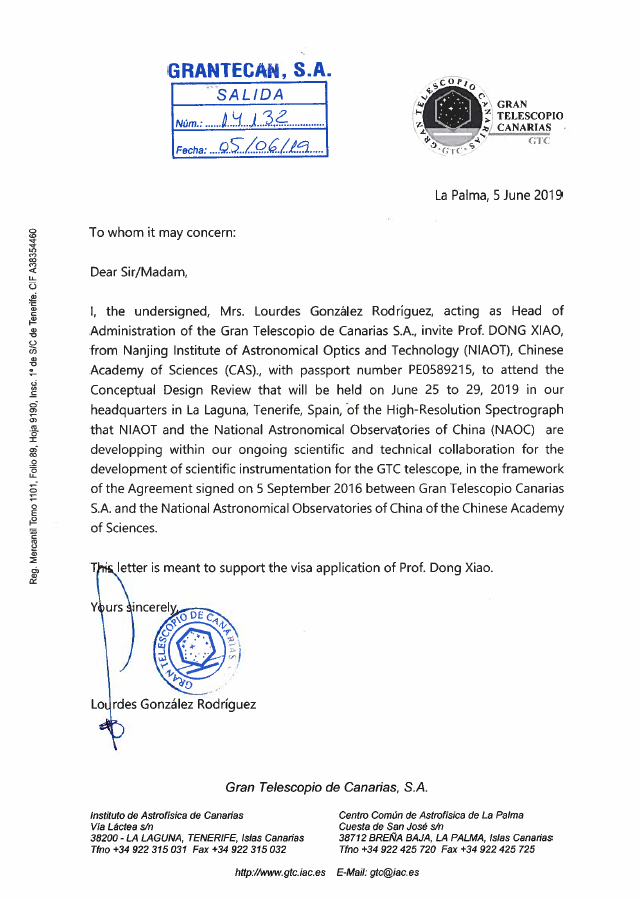 GRANTECAN, S.A.
SALIDA
Núm.: 14132
Fecha: 05/06/19
GRAN TELESCOPIO CANARIAS
·GTC·
GRAN
TELESCOPIO
CANARIAS
GTC
La Palma, 5 June 2019
To whom it may concern:
Dear Sir/Madam,
I, the undersigned, Mrs. Lourdes González Rodríguez, acting as Head of
Administration of the Gran Telescopio de Canarias S.A., invite Prof. DONG XIAO,
from Nanjing Institute of Astronomical Optics and Technology (NIAOT), Chinese
Academy of Sciences (CAS)., with passport number PE0589215, to attend the
Conceptual Design Review that will be held on June 25 to 29, 2019 in our
headquarters in La Laguna, Tenerife, Spain, of the High-Resolution Spectrograph
that NIAOT and the National Astronomical Observatories of China (NAOC) are
developping within our ongoing scientific and technical collaboration for the
development of scientific instrumentation for the GTC telescope, in the framework
of the Agreement signed on 5 September 2016 between Gran Telescopio Canarias
S.A. and the National Astronomical Observatories of China of the Chinese Academy
of Sciences.
This letter is meant to support the visa application of Prof. Dong Xiao.
Yours sincerely,
GRAN TELESCOPIO DE CANARIAS
Lourdes González Rodríguez
Reg. Mercantil Tomo 1101, Folio 89, Hoja 9190, Insc. 1ª de S/C de Tenerife. CIF A38354460
Gran Telescopio de Canarias, S.A.
Instituto de Astrofísica de Canarias
Vía Láctea s/n
38200 - LA LAGUNA, TENERIFE, Islas Canarias
Tfno +34 922 315 031 Fax +34 922 315 032
Centro Común de Astrofísica de La Palma
Cuesta de San José s/n
38712 BREÑA BAJA, LA PALMA, Islas Canarias
Tfno +34 922 425 720 Fax +34 922 425 725
http://www.gtc.iac.es E-Mail: gtc@iac.es